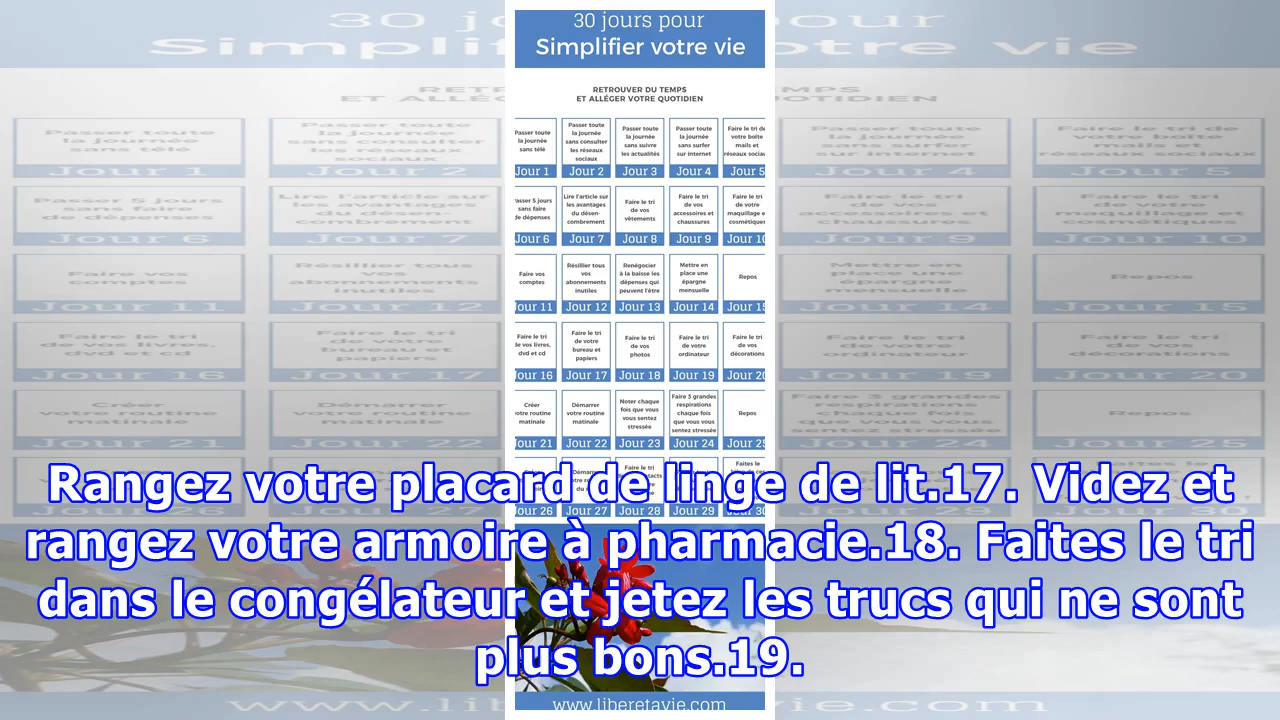 30 jours pour
Simplifier votre vie
RETROUVER DU TEMPS
ET ALLÉGER VOTRE QUOTIDIEN
Passer toute
la journée
sans télé
Jour 1
Passer toute
la journée
sans consulter
les réseaux
sociaux
Jour 2
Passer toute
la journée
sans suivre
les actualités
Jour 3
Passer toute
la journée
sans surfer
sur internet
Jour 4
Faire le tri de
votre boîte
mails et
réseaux sociaux
Jour 5
Passer 5 jours
sans faire
de dépenses
Jour 6
Lire l'article sur
les avantages
du désen-
combrement
Jour 7
Faire le tri
de vos
vêtements
Jour 8
Faire le tri
de vos
accessoires et
chaussures
Jour 9
Faire le tri
de votre
maquillage et
cosmétiques
Jour 10
Faire vos
comptes
Jour 11
Résillier tous
vos
abonnements
inutiles
Jour 12
Renégocier
à la baisse les
dépenses qui
peuvent l'être
Jour 13
Mettre en
place une
épargne
mensuelle
Jour 14
Repos
Jour 15
Faire le tri
de vos livres,
dvd et cd
Jour 16
Faire le tri
de votre
bureau et
papiers
Jour 17
Faire le tri
de vos
photos
Jour 18
Faire le tri
de votre
ordinateur
Jour 19
Faire le tri
de vos
décorations
Jour 20
Créer
votre routine
matinale
Jour 21
Démarrer
votre routine
matinale
Jour 22
Noter chaque
fois que vous
vous sentez
stressée
Jour 23
Faire 3 grandes
respirations
chaque fois
que vous vous
sentez stressée
Jour 24
Repos
Jour 25
Jour 26
Jour 27
Faire le tri
Jour 28
Jour 29
Faites le
Jour 30
Rangez votre placard de linge de lit.17. Videz et
rangez votre armoire à pharmacie.18. Faites le tri
dans le congélateur et jetez les trucs qui ne sont
plus bons.19.
www.liberetavie.com